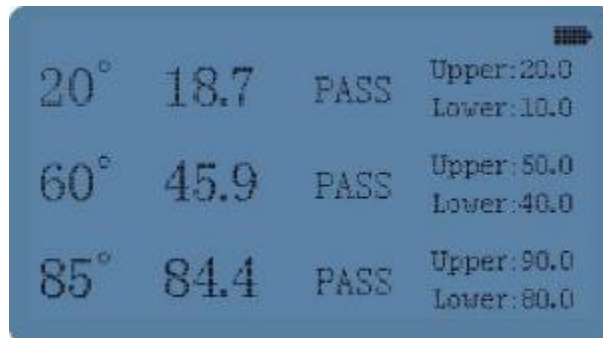 20° 18.7 PASS Upper:20.0
Lower:10.0
60° 45.9 PASS Upper:50.0
Lower:40.0
85° 84.4 PASS Upper:90.0
Lower:80.0